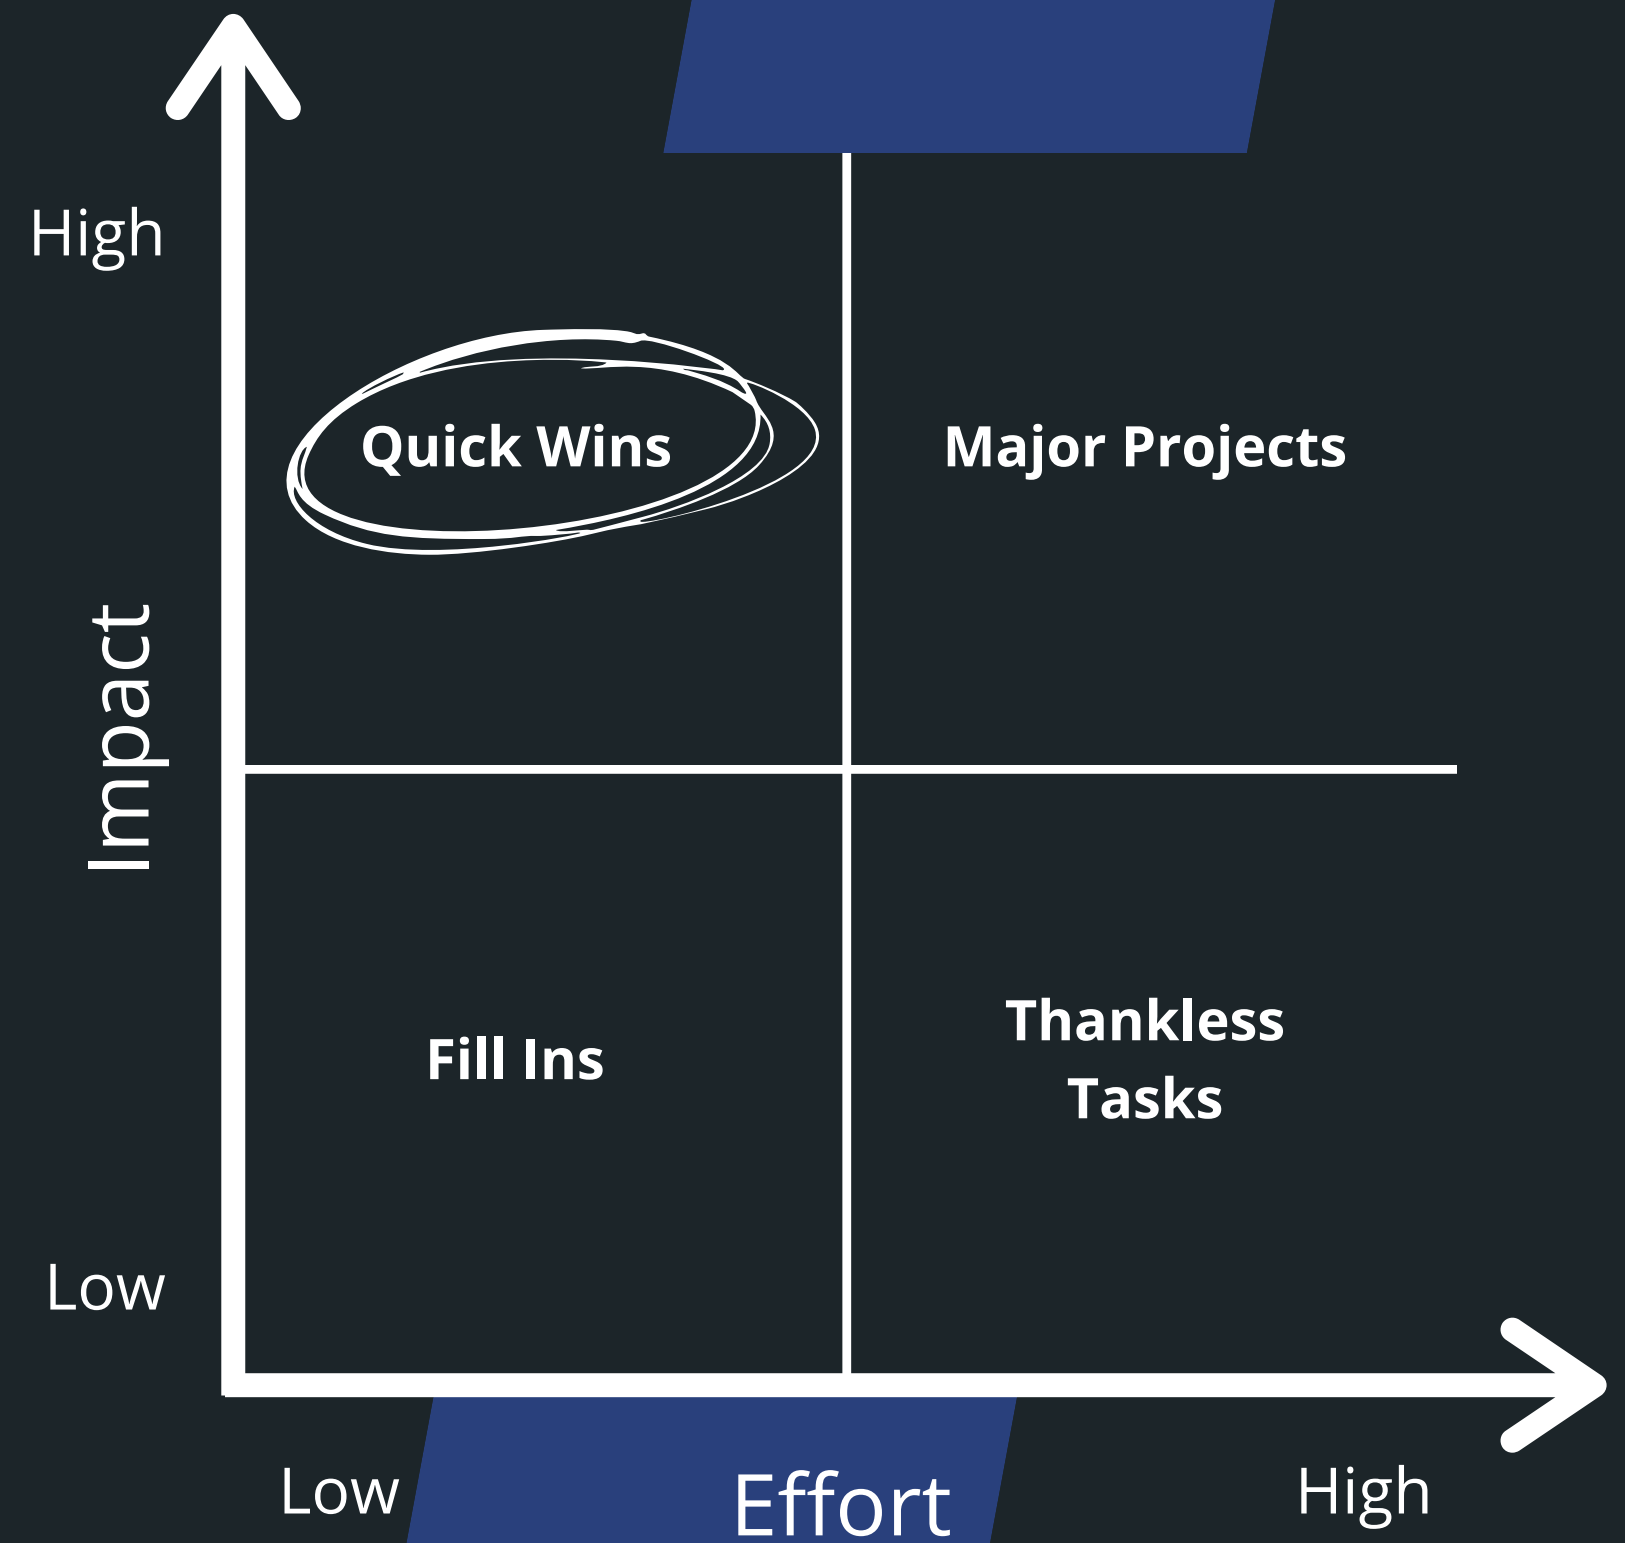 High
Quick Wins
Major Projects
Impact
Fill Ins
Thankless
Tasks
Low
Low
Effort
High